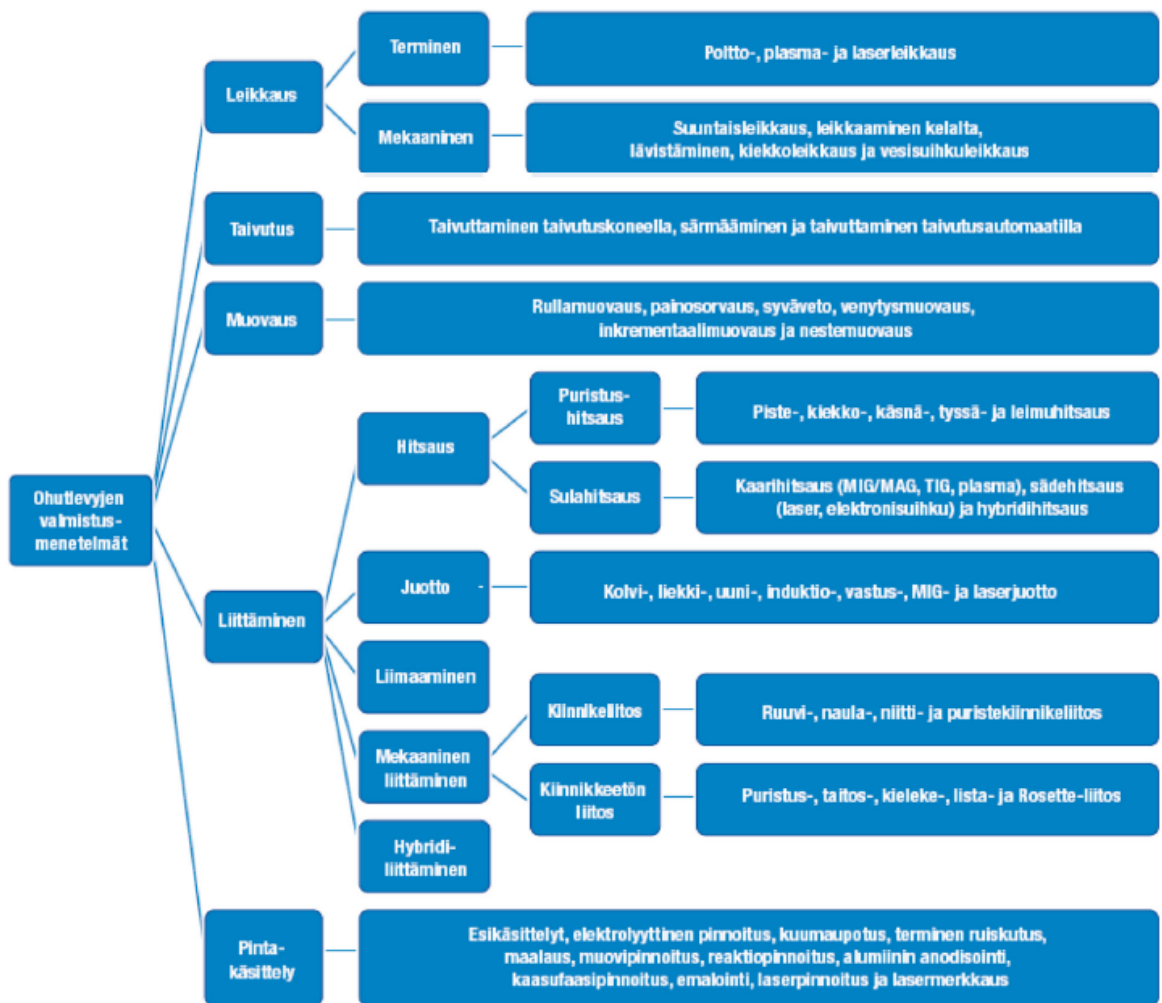 Terminen
Poltto-, plasma- ja laserleikkaus
Leikkaus
Mekaaninen
Suuntaisleikkaus, leikkaaminen kelalta,
lävistäminen, kiekkoleikkaus ja vesisuihkuleikkaus
Taivutus
Taivuttaminen taivutuskoneella, särmääminen ja taivuttaminen taivutusautomaatilla
Muovaus
Rullamuovaus, painosorvaus, syväveto, venytysmuovaus,
inkrementaalimuovaus ja nestemuovaus
Ohutlevyjen
valmistus-
menetelmät
Liittäminen
Hitsaus
Puristus-
hitsaus
Piste-, kiekko-, käsnä-, tyssä- ja leimuhitsaus
Sulahitsaus
Kaarihitsaus (MIG/MAG, TIG, plasma), sädehitsaus
(laser, elektronisuihku) ja hybridihitsaus
Juotto -
Kolvi-, liekki-, uuni-, induktio-, vastus-, MIG- ja laserjuotto
Liimaaminen
Mekaaninen
liittäminen
Kiinnikeliitos
Ruuvi-, naula-, niitti- ja puristekiinnikeliitos
Kiinnikkeetön
liitos
Puristus-, taitos-, kieleke-, lista- ja Rosette-liitos
Hybridi-
liittäminen
Pinta-
käsittely
Esikäsittelyt, elektrolyyttinen pinnoitus, kuumaupotus, terminen ruiskutus,
maalaus, muovipinnoitus, reaktiopinnoitus, alumiinin anodisointi,
kaasufaasipinnoitus, emalointi, laserpinnoitus ja lasermerkkaus